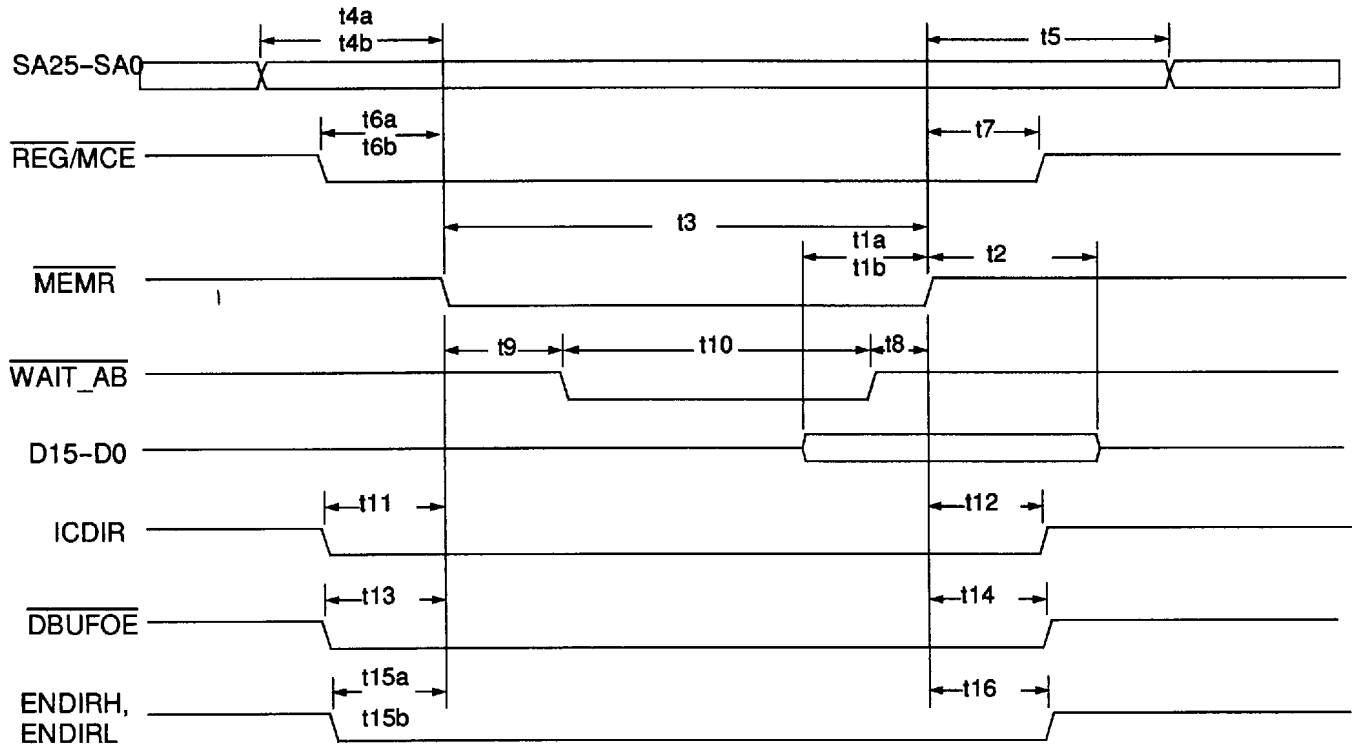 t4a
t4b
t5
SA25-SA0
t6a
t6b
t7
REG/MCE
t3
t1a
t1b
t2
MEMR
t9
t10
t8
WAIT_AB
D15-D0
t11
t12
ICDIR
t13
t14
DBUFOE
t15a
t15b
t16
ENDIRH,
ENDIRL